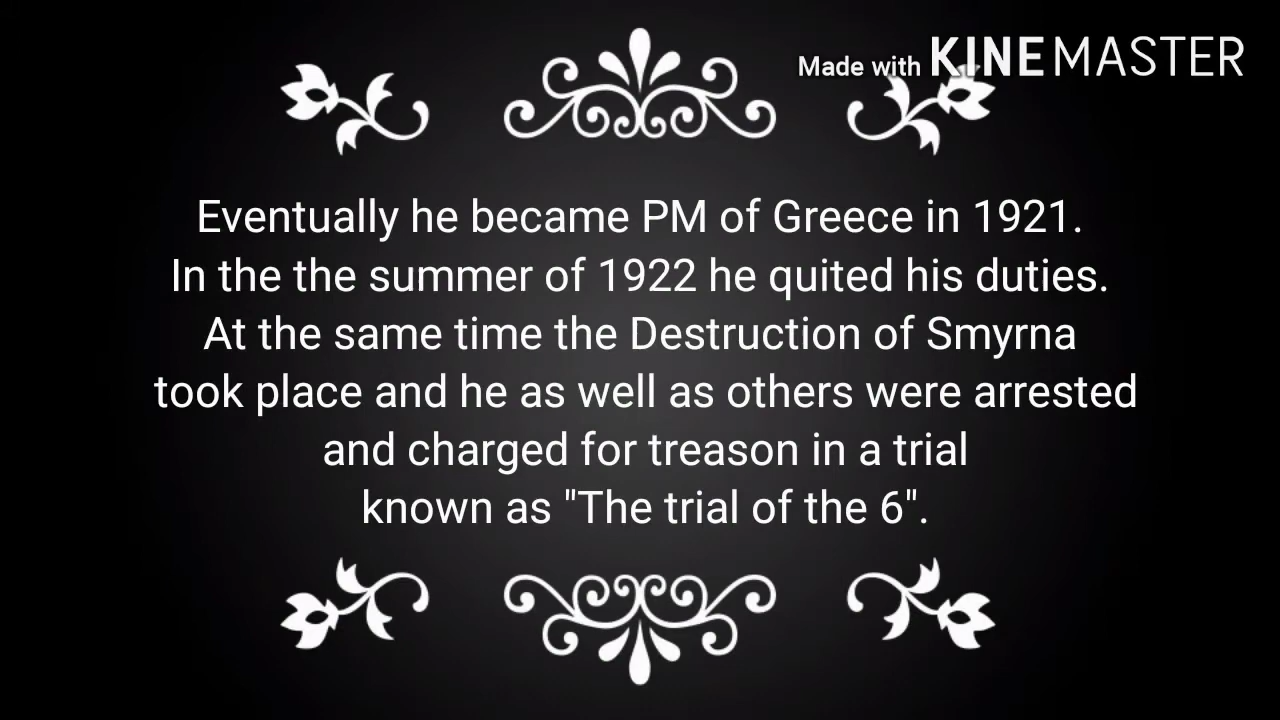 Made with KINEMASTER
Eventually he became PM of Greece in 1921.
In the the summer of 1922 he quited his duties.
At the same time the Destruction of Smyrna
took place and he as well as others were arrested
and charged for treason in a trial
known as "The trial of the 6".